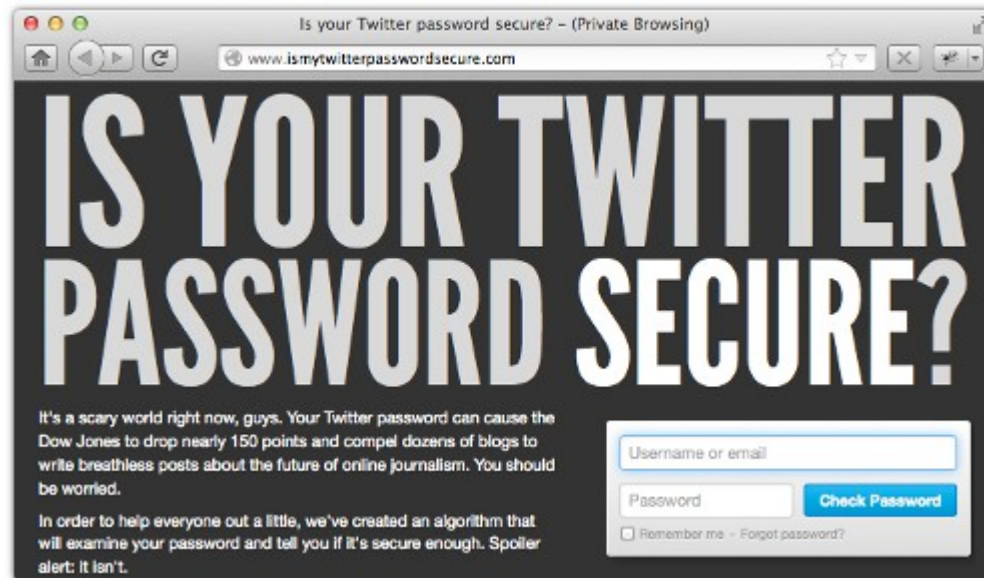 Is your Twitter password secure? – (Private Browsing)
www.ismytwitterpasswordsecure.com
IS YOUR TWITTER
PASSWORD SECURE?
It's a scary world right now, guys. Your Twitter password can cause the
Dow Jones to drop nearly 150 points and compel dozens of blogs to
write breathless posts about the future of online journalism. You should
be worried.
In order to help everyone out a little, we've created an algorithm that
will examine your password and tell you if it's secure enough. Spoiler
alert: it isn't.
Username or email
Password
Check Password
Remember me - Forgot password?